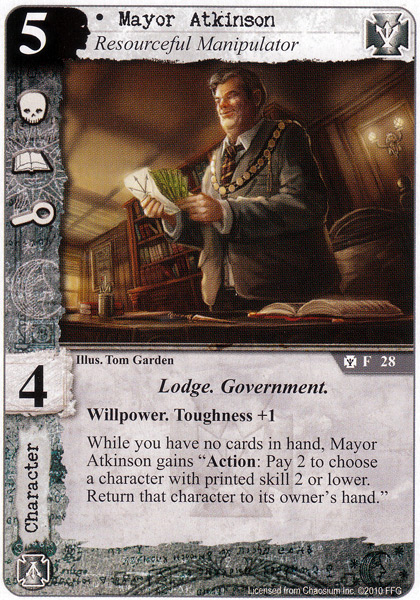 5
• Mayor Atkinson
Resourceful Manipulator
Illus. Tom Garden
F 28
4
Lodge. Government.
Willpower. Toughness +1
While you have no cards in hand, Mayor
Atkinson gains “Action: Pay 2 to choose
a character with printed skill 2 or lower.
Return that character to its owner’s hand.”
Character
Licensed from Chaosium Inc. ©2010 FFG